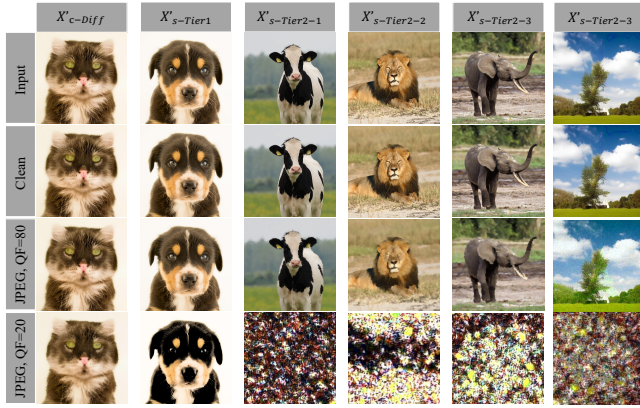 X'c−Diff
X's−Tier1
X's−Tier2−1
X's−Tier2−2
X's−Tier2−3
X's−Tier2−3
Input
Clean
JPEG, QF=80
JPEG, QF=20